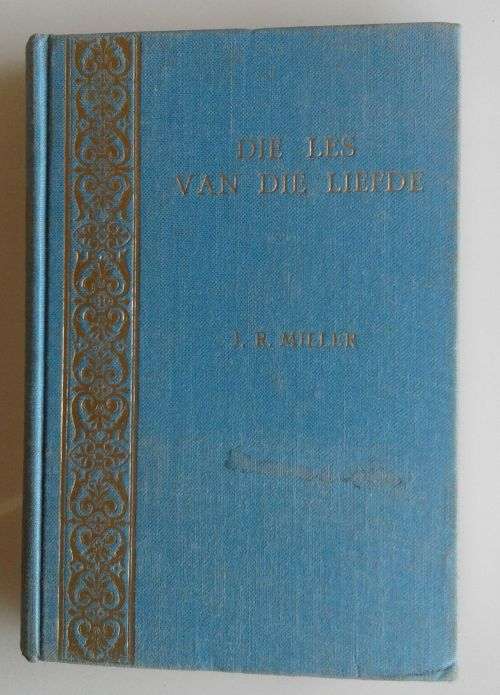 DIE LES
VAN DIE LIEFDE
J. R. MILLER